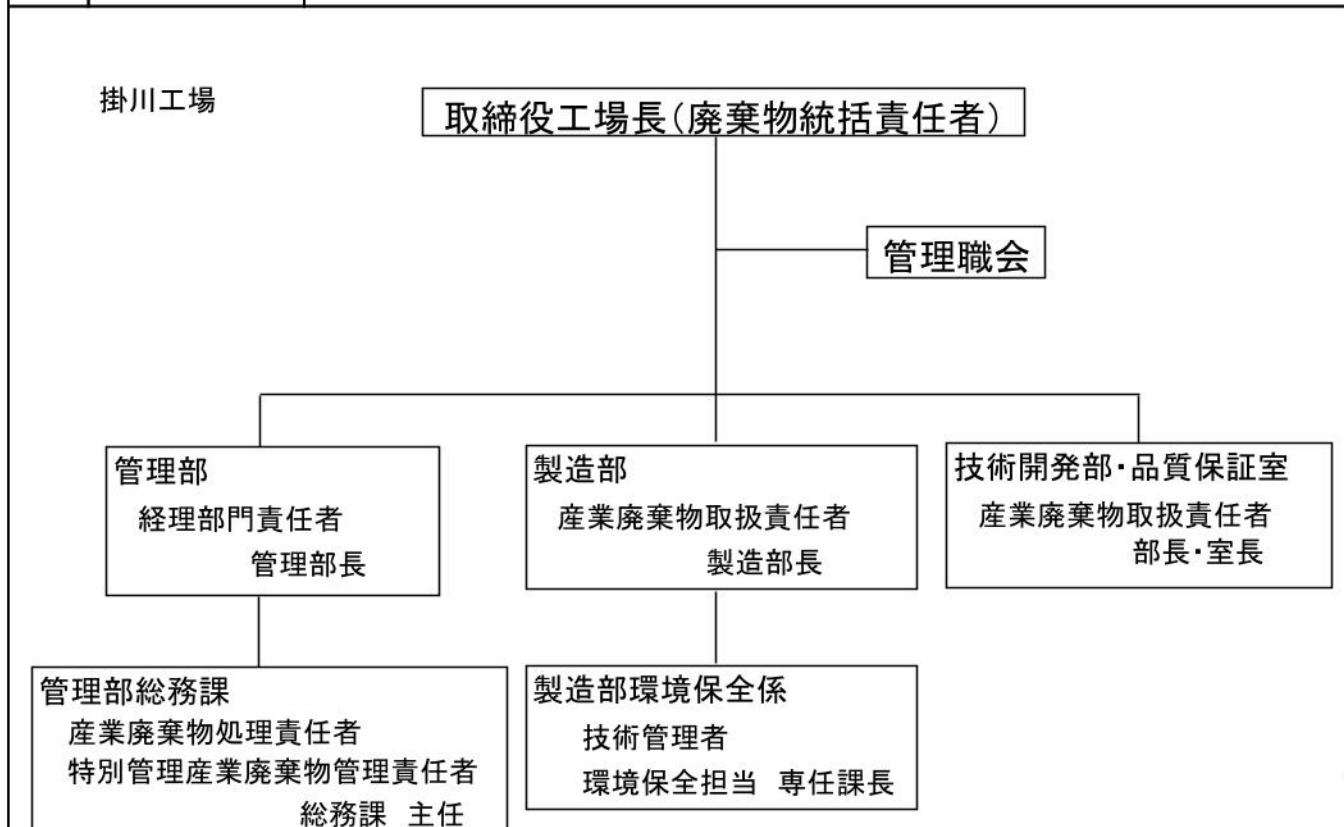 掛川工場
取締役工場長（廃棄物統括責任者）
管理職会
管理部
経理部門責任者
管理部長
製造部
産業廃棄物取扱責任者
製造部長
技術開発部・品質保証室
産業廃棄物取扱責任者
部長・室長
管理部総務課
産業廃棄物処理責任者
特別管理産業廃棄物管理責任者
総務課　主任
製造部環境保全係
技術管理者
環境保全担当　専任課長